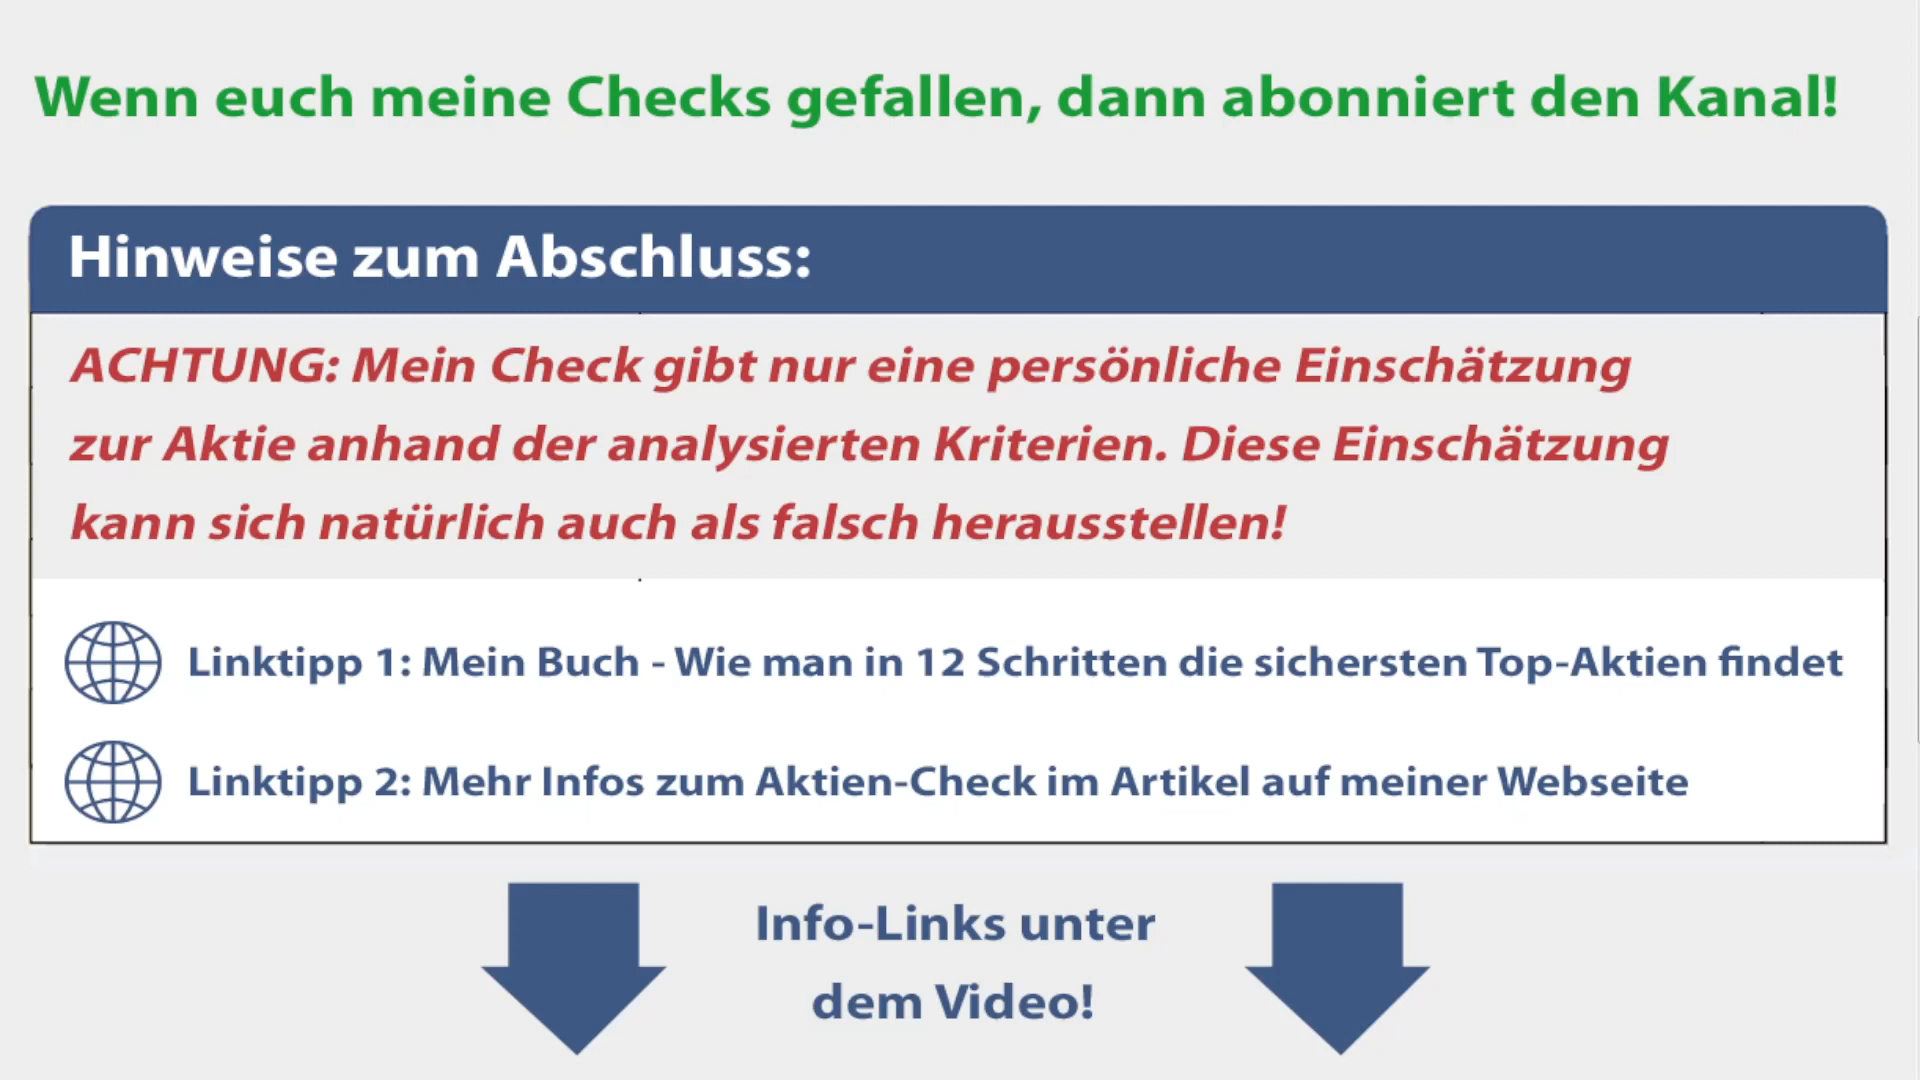 Wenn euch meine Checks gefallen, dann abonniert den Kanal!
Hinweise zum Abschluss:
ACHTUNG: Mein Check gibt nur eine persönliche Einschätzung
zur Aktie anhand der analysierten Kriterien. Diese Einschätzung
kann sich natürlich auch als falsch herausstellen!
Linktipp 1: Mein Buch - Wie man in 12 Schritten die sichersten Top-Aktien findet
Linktipp 2: Mehr Infos zum Aktien-Check im Artikel auf meiner Webseite
Info-Links unter
dem Video!